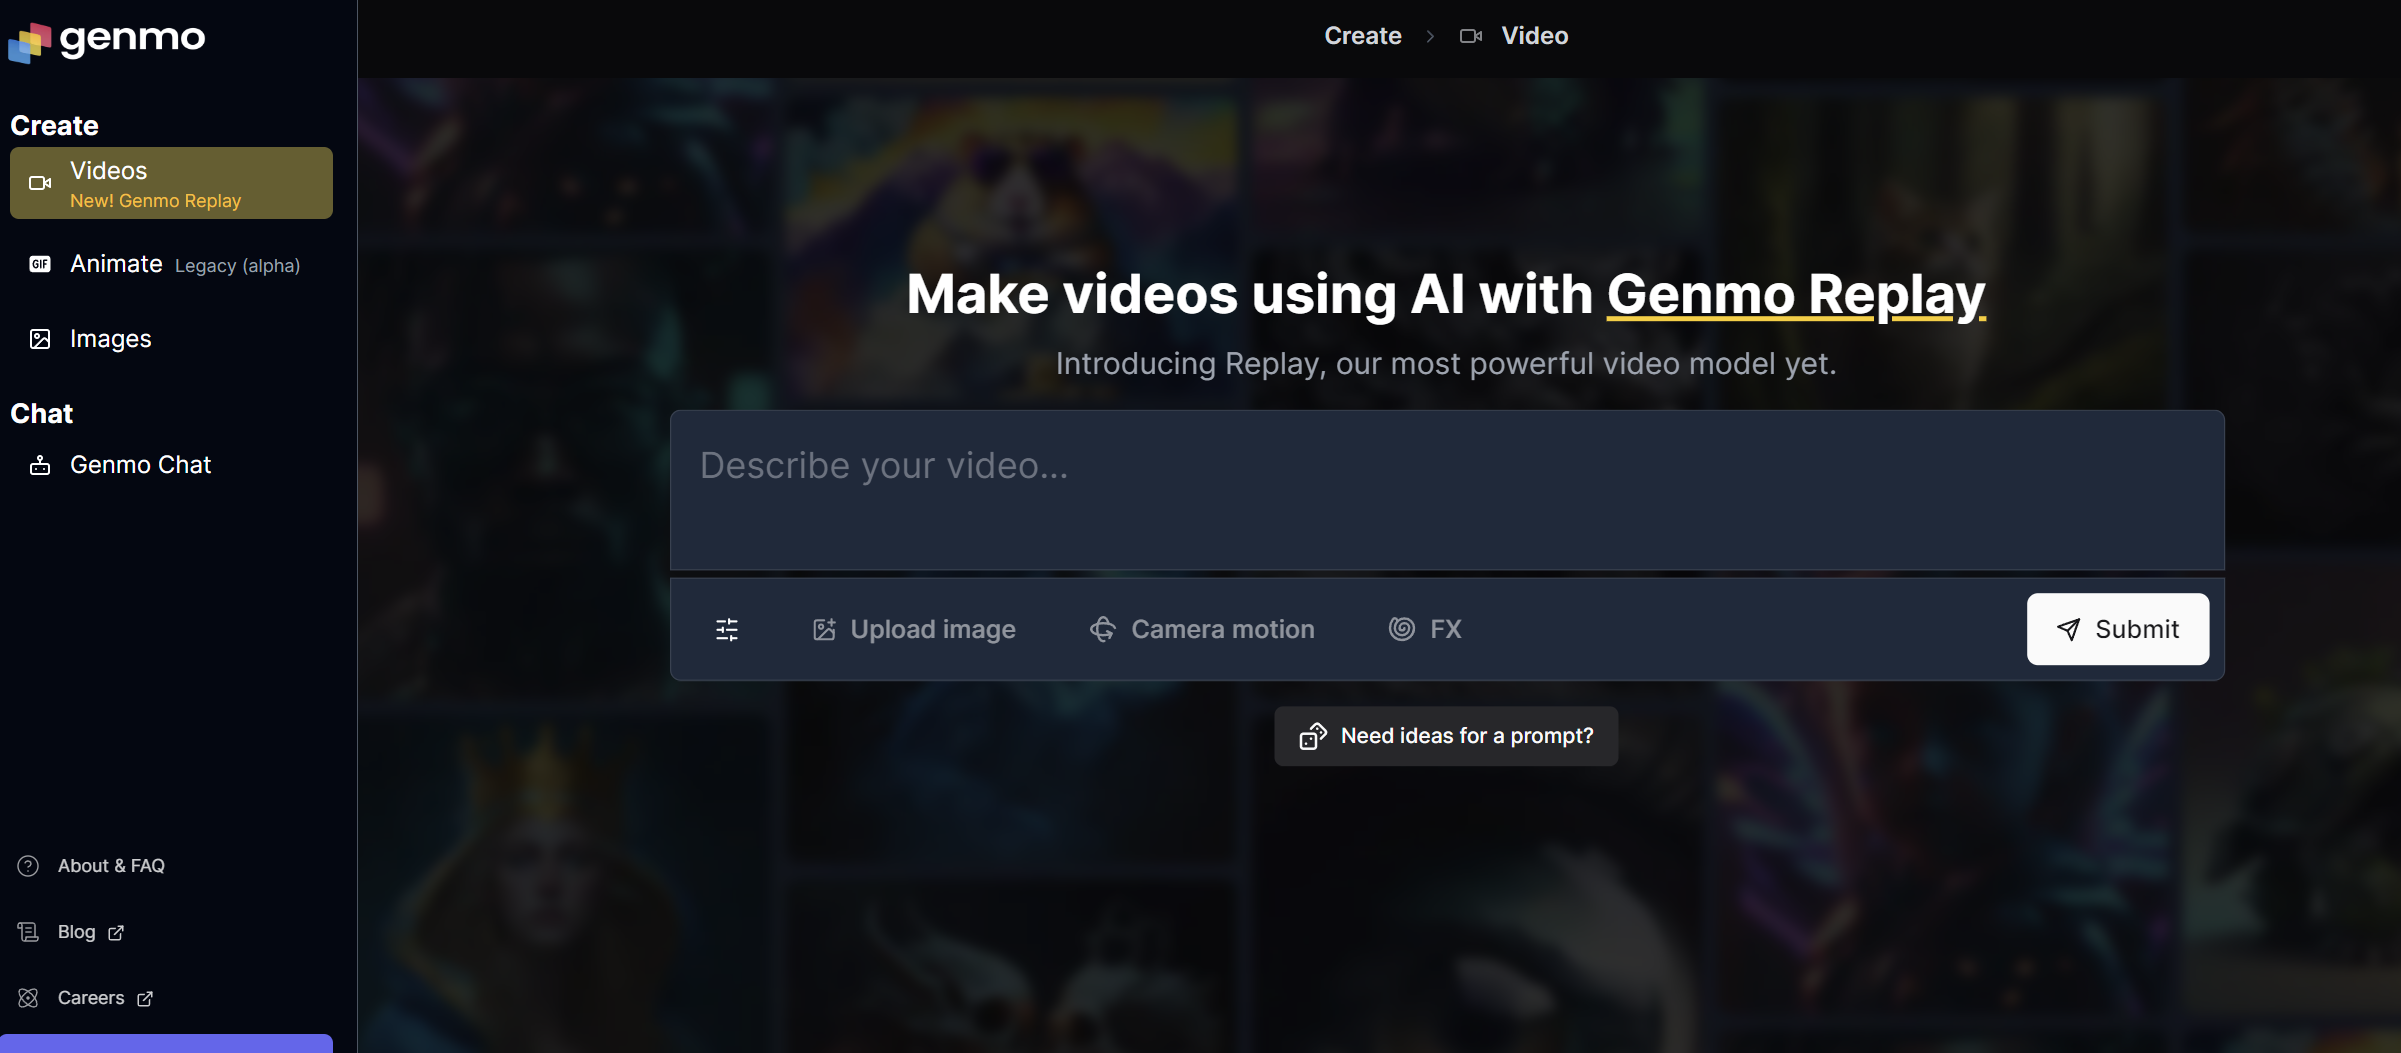 genmo
Create
Videos
New! Genmo Replay
GIF
Animate Legacy (alpha)
Images
Chat
Genmo Chat
About & FAQ
Blog
Careers
Create > Video
Make videos using AI with Genmo Replay
Introducing Replay, our most powerful video model yet.
Describe your video...
Upload image
Camera motion
FX
Submit
Need ideas for a prompt?